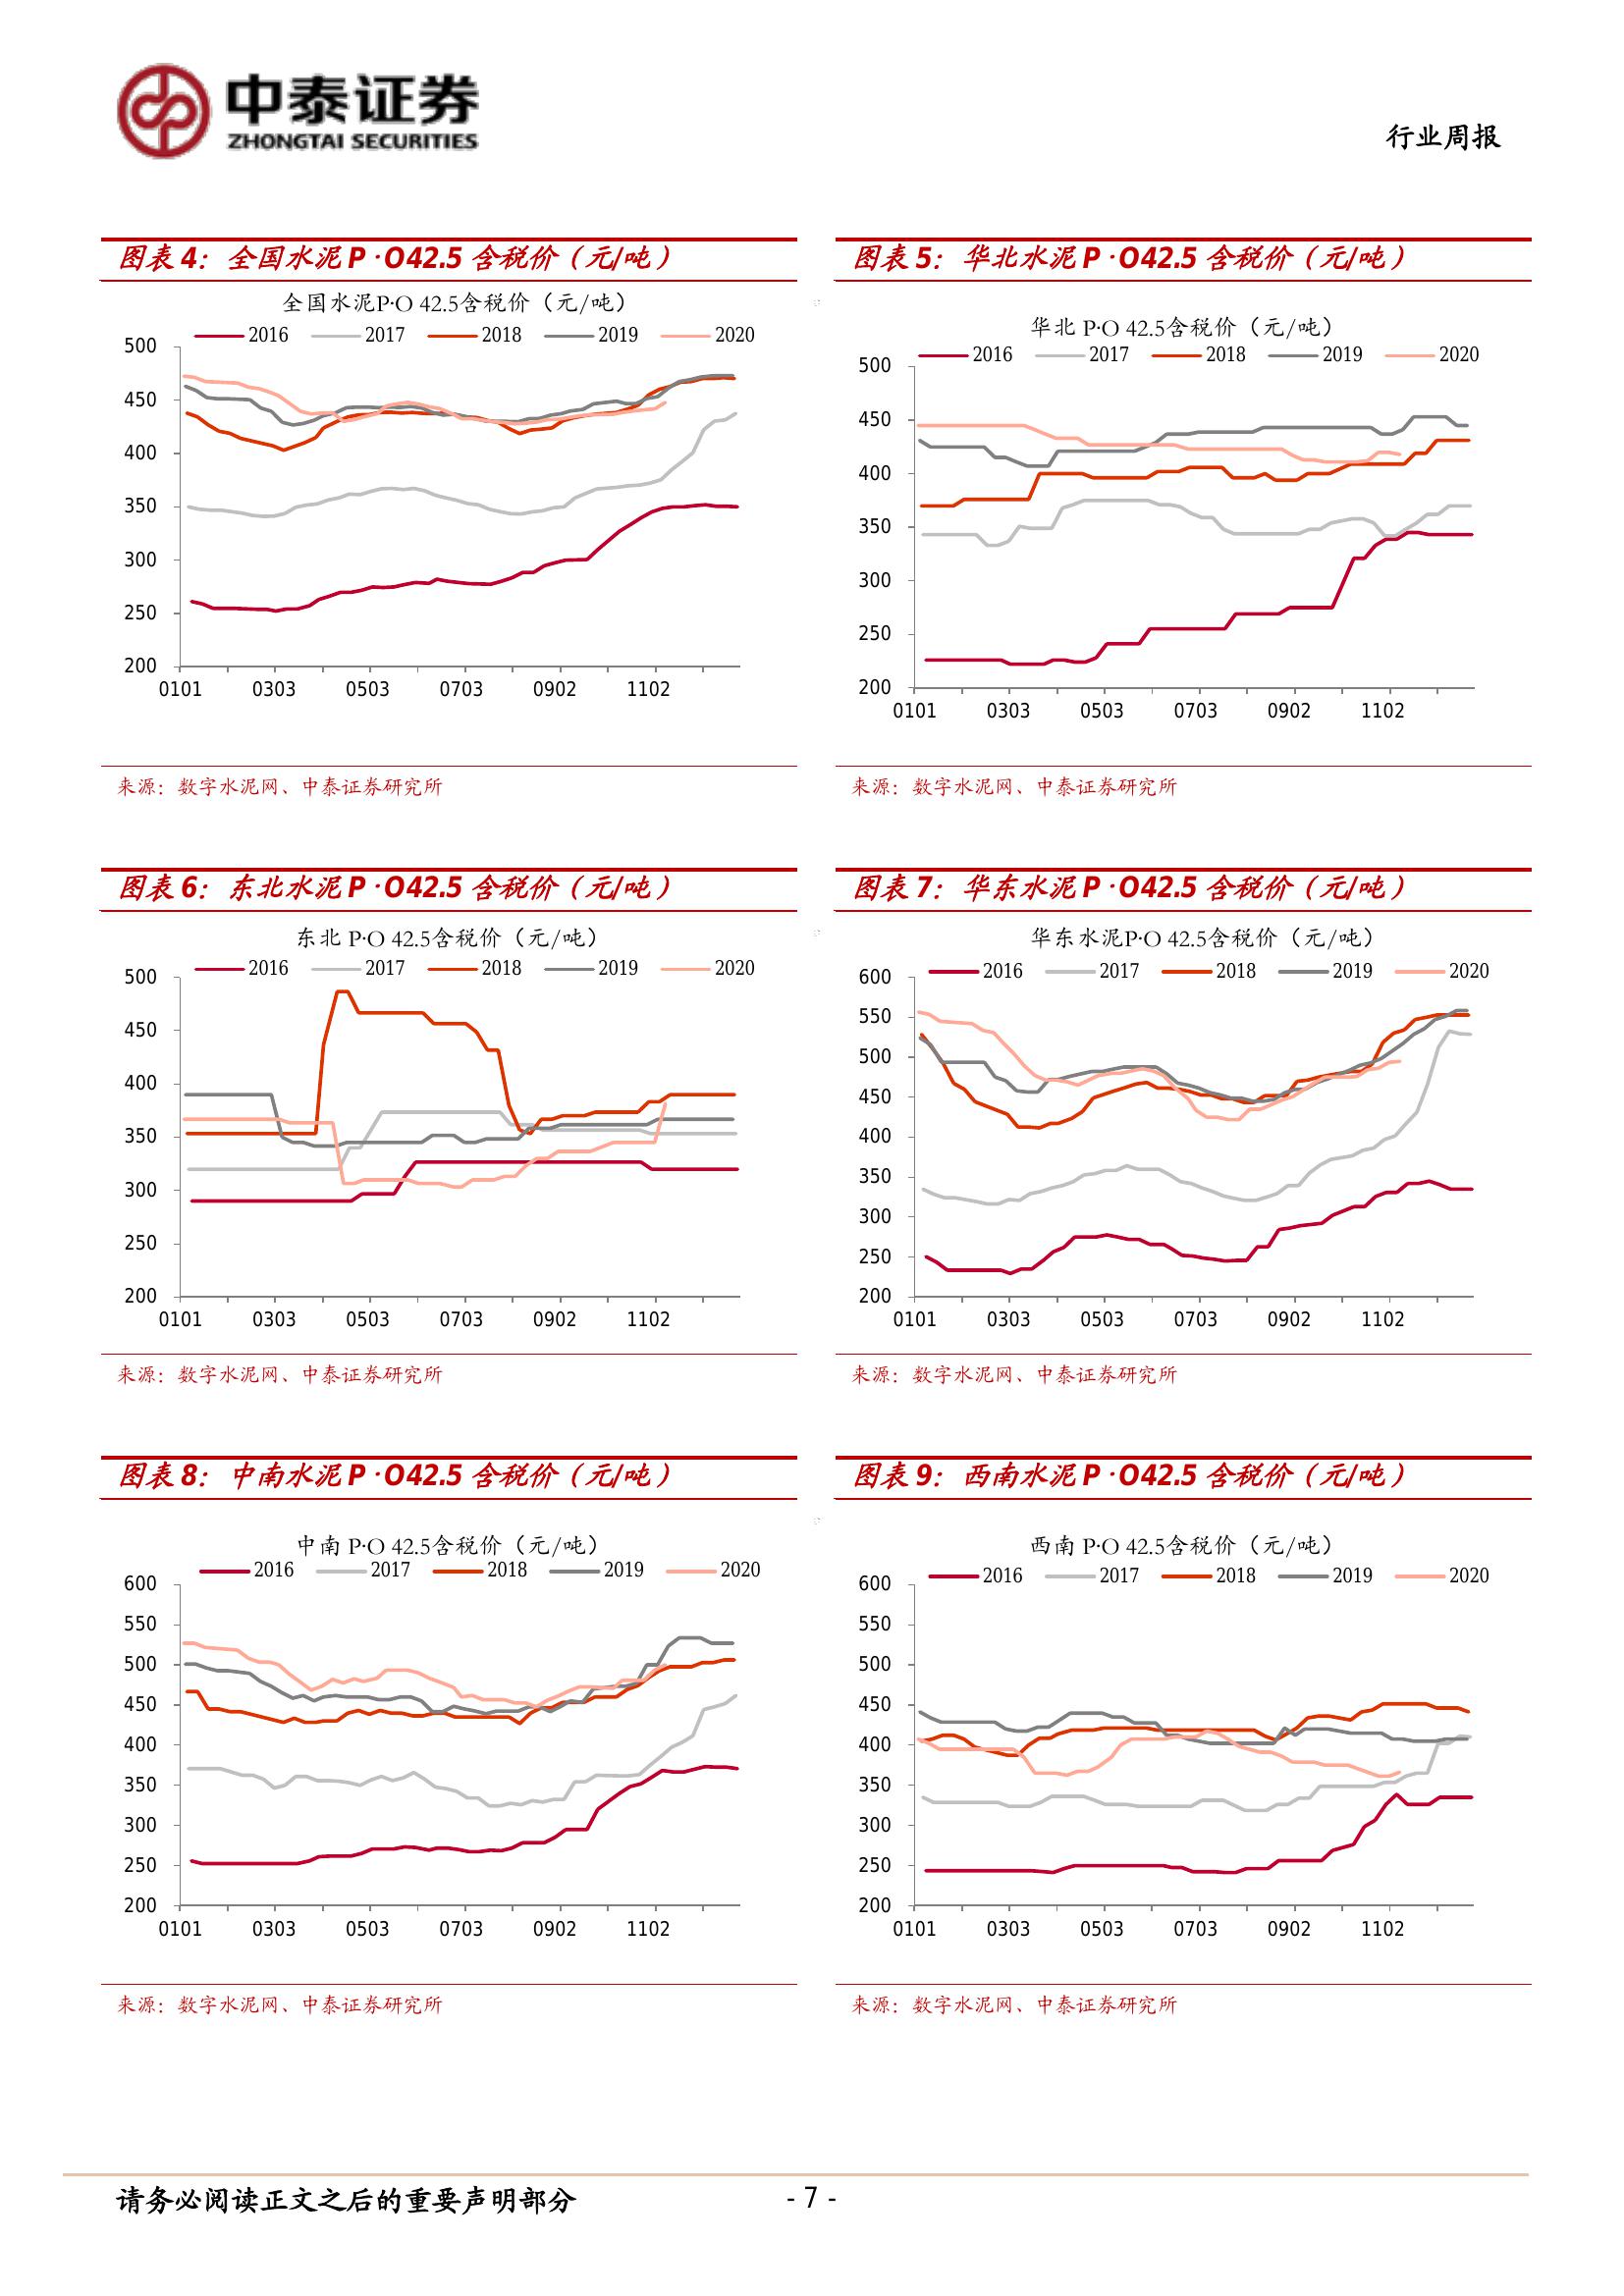 中泰证券
ZHONGTAI SECURITIES
行业周报
图表 4：全国水泥 P·O42.5 含税价（元/吨）
全国水泥P·O 42.5含税价（元/吨）
2016 2017 2018 2019 2020
500
450
400
350
300
250
200
0101 0303 0503 0703 0902 1102
来源：数字水泥网、中泰证券研究所
图表 5：华北水泥 P·O42.5 含税价（元/吨）
华北 P·O 42.5含税价（元/吨）
2016 2017 2018 2019 2020
500
450
400
350
300
250
200
0101 0303 0503 0703 0902 1102
来源：数字水泥网、中泰证券研究所
图表 6：东北水泥 P·O42.5 含税价（元/吨）
东北 P·O 42.5含税价（元/吨）
2016 2017 2018 2019 2020
500
450
400
350
300
250
200
0101 0303 0503 0703 0902 1102
来源：数字水泥网、中泰证券研究所
图表 7：华东水泥 P·O42.5 含税价（元/吨）
华东水泥P·O 42.5含税价（元/吨）
2016 2017 2018 2019 2020
600
550
500
450
400
350
300
250
200
0101 0303 0503 0703 0902 1102
来源：数字水泥网、中泰证券研究所
图表 8：中南水泥 P·O42.5 含税价（元/吨）
中南 P·O 42.5含税价（元/吨）
2016 2017 2018 2019 2020
600
550
500
450
400
350
300
250
200
0101 0303 0503 0703 0902 1102
来源：数字水泥网、中泰证券研究所
图表 9：西南水泥 P·O42.5 含税价（元/吨）
西南 P·O 42.5含税价（元/吨）
2016 2017 2018 2019 2020
600
550
500
450
400
350
300
250
200
0101 0303 0503 0703 0902 1102
来源：数字水泥网、中泰证券研究所
请务必阅读正文之后的重要声明部分
- 7 -